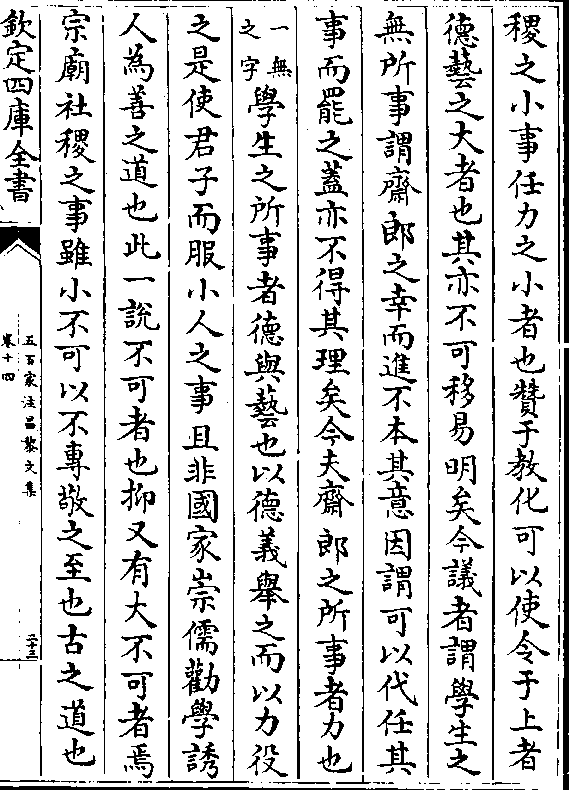 稷之小事任力之小者也贊于教化可以使令于上者
德藝之大者也其亦不可移易明矣今議者謂學生之
無所事謂齋郎之幸而進不本其意因謂可以代任其
事而罷之蓋亦不得其理矣今夫齋郎之所事者力也
一無之字學生之所事者德與藝也以德義舉之而以力役
之是使君子而服小人之事且非國家崇儒勸學誘
人為善之道也此一說不可者也抑又有大不可者焉
宗廟社稷之事雖小不可以不專敬之至也古之道也
欽定四庫全書
五百家注昌黎文集
卷十四
二十三